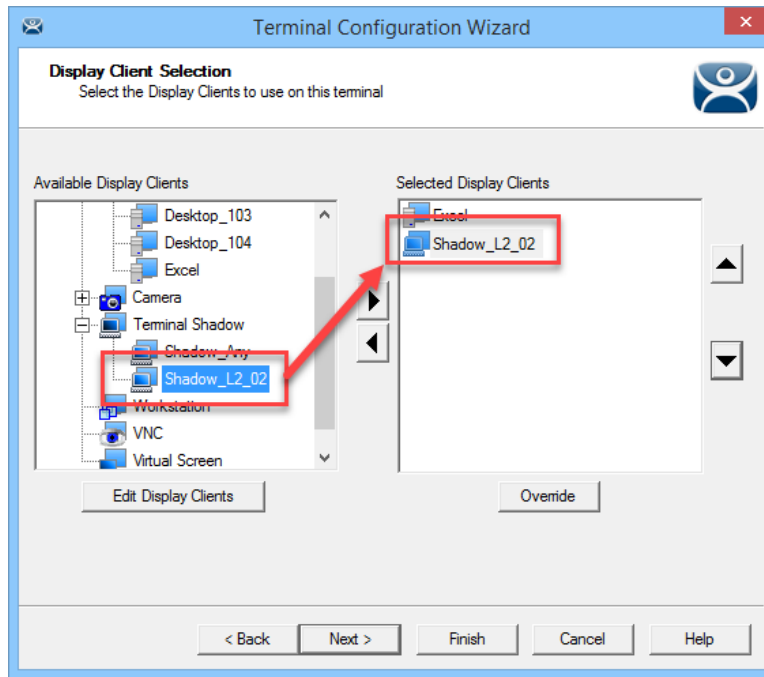 Terminal Configuration Wizard
Display Client Selection
Select the Display Clients to use on this terminal
Available Display Clients
Selected Display Clients
Desktop_103
Desktop_104
Excel
Camera
Terminal Shadow
Shadow_Any
Shadow_L2_02
Workstation
VNC
Virtual Screen
Excel
Shadow_L2_02
Edit Display Clients
Override
< Back
Next >
Finish
Cancel
Help